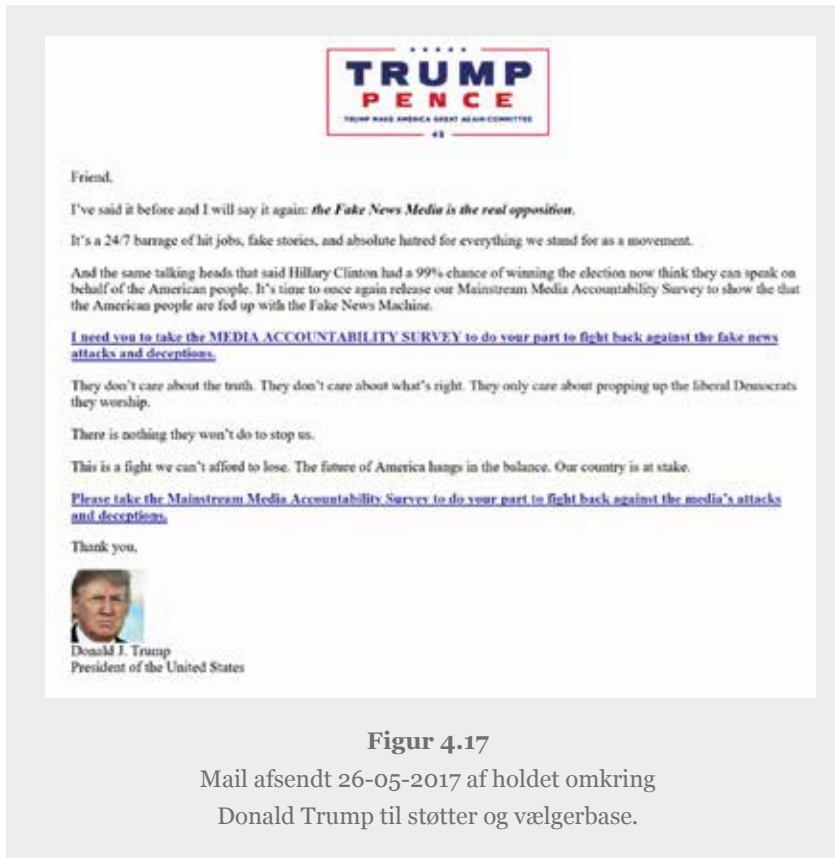 TRUMP
PENCE
TRUMP MAKE AMERICA GREAT AGAIN COMMITTEE
45
Friend,
I've said it before and I will say it again: the Fake News Media is the real opposition.
It's a 24/7 barrage of hit jobs, fake stories, and absolute hatred for everything we stand for as a movement.
And the same talking heads that said Hillary Clinton had a 99% chance of winning the election now think they can speak on
behalf of the American people. It's time to once again release our Mainstream Media Accountability Survey to show the that
the American people are fed up with the Fake News Machine.
I need you to take the MEDIA ACCOUNTABILITY SURVEY to do your part to fight back against the fake news
attacks and deceptions.
They don't care about the truth. They don't care about what's right. They only care about propping up the liberal Democrats
they worship.
There is nothing they won't do to stop us.
This is a fight we can't afford to lose. The future of America hangs in the balance. Our country is at stake.
Please take the Mainstream Media Accountability Survey to do your part to fight back against the media's attacks
and deceptions.
Thank you,
Donald J. Trump
President of the United States
Figur 4.17
Mail afsendt 26-05-2017 af holdet omkring
Donald Trump til støtter og vælgerbase.